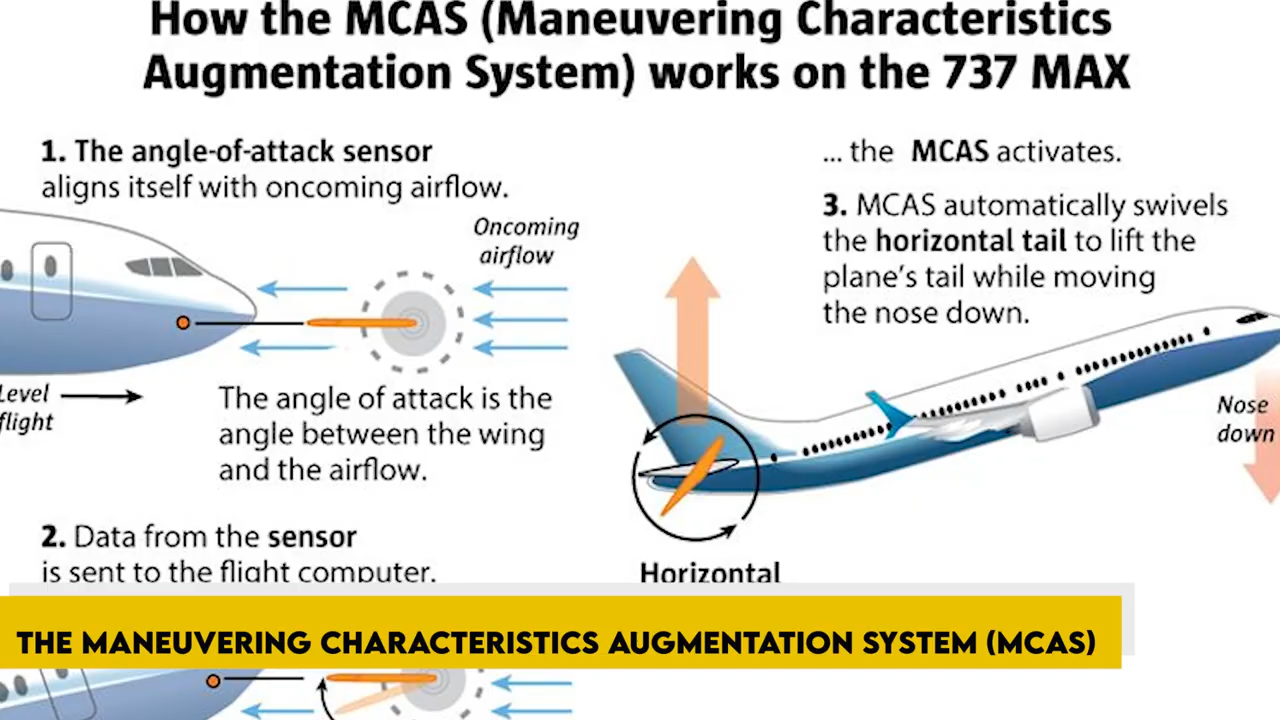 How the MCAS (Maneuvering Characteristics
Augmentation System) works on the 737 MAX
1. The angle-of-attack sensor
aligns itself with oncoming airflow.
Oncoming
airflow
Level
flight
The angle of attack is the
angle between the wing
and the airflow.
2. Data from the sensor
is sent to the flight computer.
... the MCAS activates.
3. MCAS automatically swivels
the horizontal tail to lift the
plane's tail while moving
the nose down.
Nose
down
Horizontal
THE MANEUVERING CHARACTERISTICS AUGMENTATION SYSTEM (MCAS)